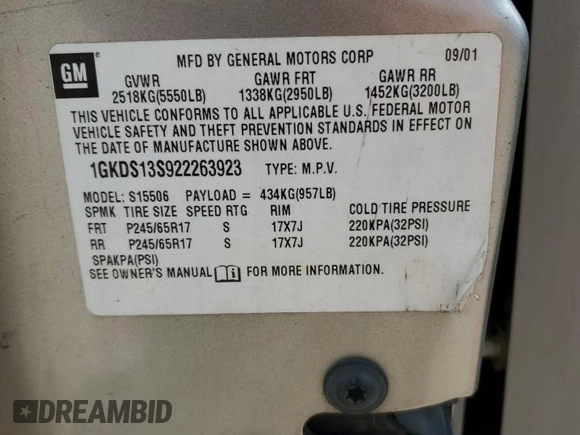 GM
MFD BY GENERAL MOTORS CORP 09/01
GVWR GAWR FRT GAWR RR
2518KG(5550LB) 1338KG(2950LB) 1452KG(3200LB)
THIS VEHICLE CONFORMS TO ALL APPLICABLE U.S. FEDERAL MOTOR
VEHICLE SAFETY AND THEFT PREVENTION STANDARDS IN EFFECT ON
THE DATE OF MANUFACTURE SHOWN ABOVE.
1GKDS13S922263923 TYPE: M.P.V.
MODEL: S15506 PAYLOAD = 434KG(957LB)
SPMK TIRE SIZE SPEED RTG RIM COLD TIRE PRESSURE
FRT P245/65R17 S 17X7J 220KPA(32PSI)
RR P245/65R17 S 17X7J 220KPA(32PSI)
SPAKPA(PSI)
SEE OWNER'S MANUAL FOR MORE INFORMATION.
DREAMBID